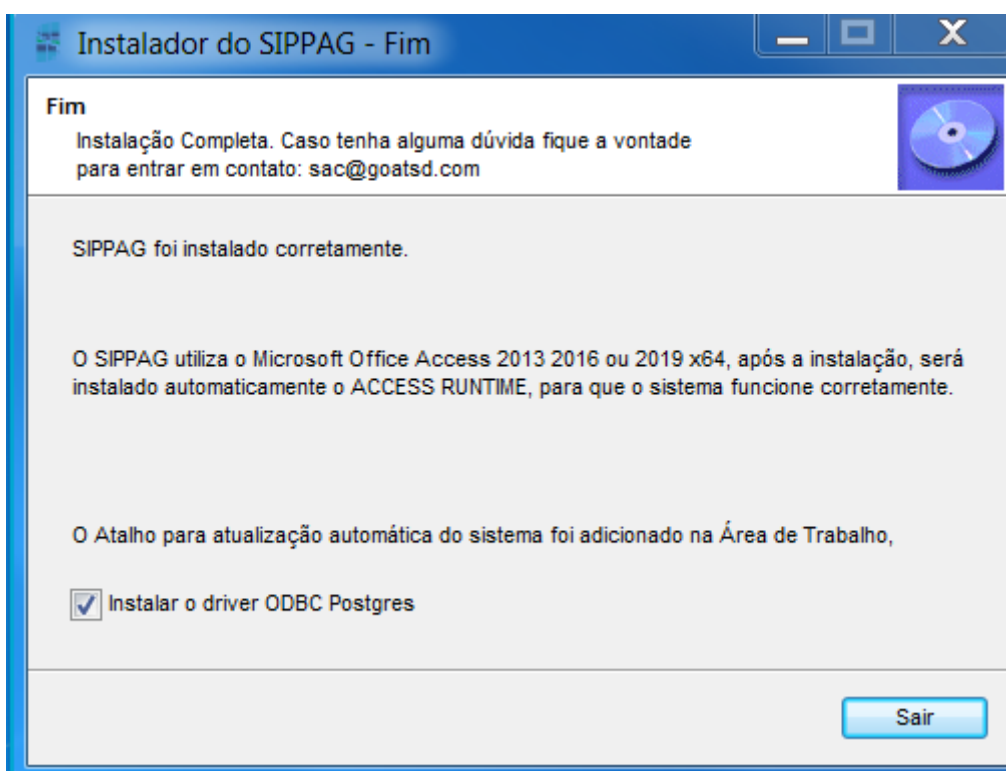 Instalador do SIPPAG - Fim
Fim
Instalação Completa. Caso tenha alguma dúvida fique a vontade
para entrar em contato: sac@goatsd.com
SIPPAG foi instalado corretamente.
O SIPPAG utiliza o Microsoft Office Access 2013 2016 ou 2019 x64, após a instalação, será
instalado automaticamente o ACCESS RUNTIME, para que o sistema funcione corretamente.
O Atalho para atualização automática do sistema foi adicionado na Área de Trabalho,
Instalar o driver ODBC Postgres
Sair